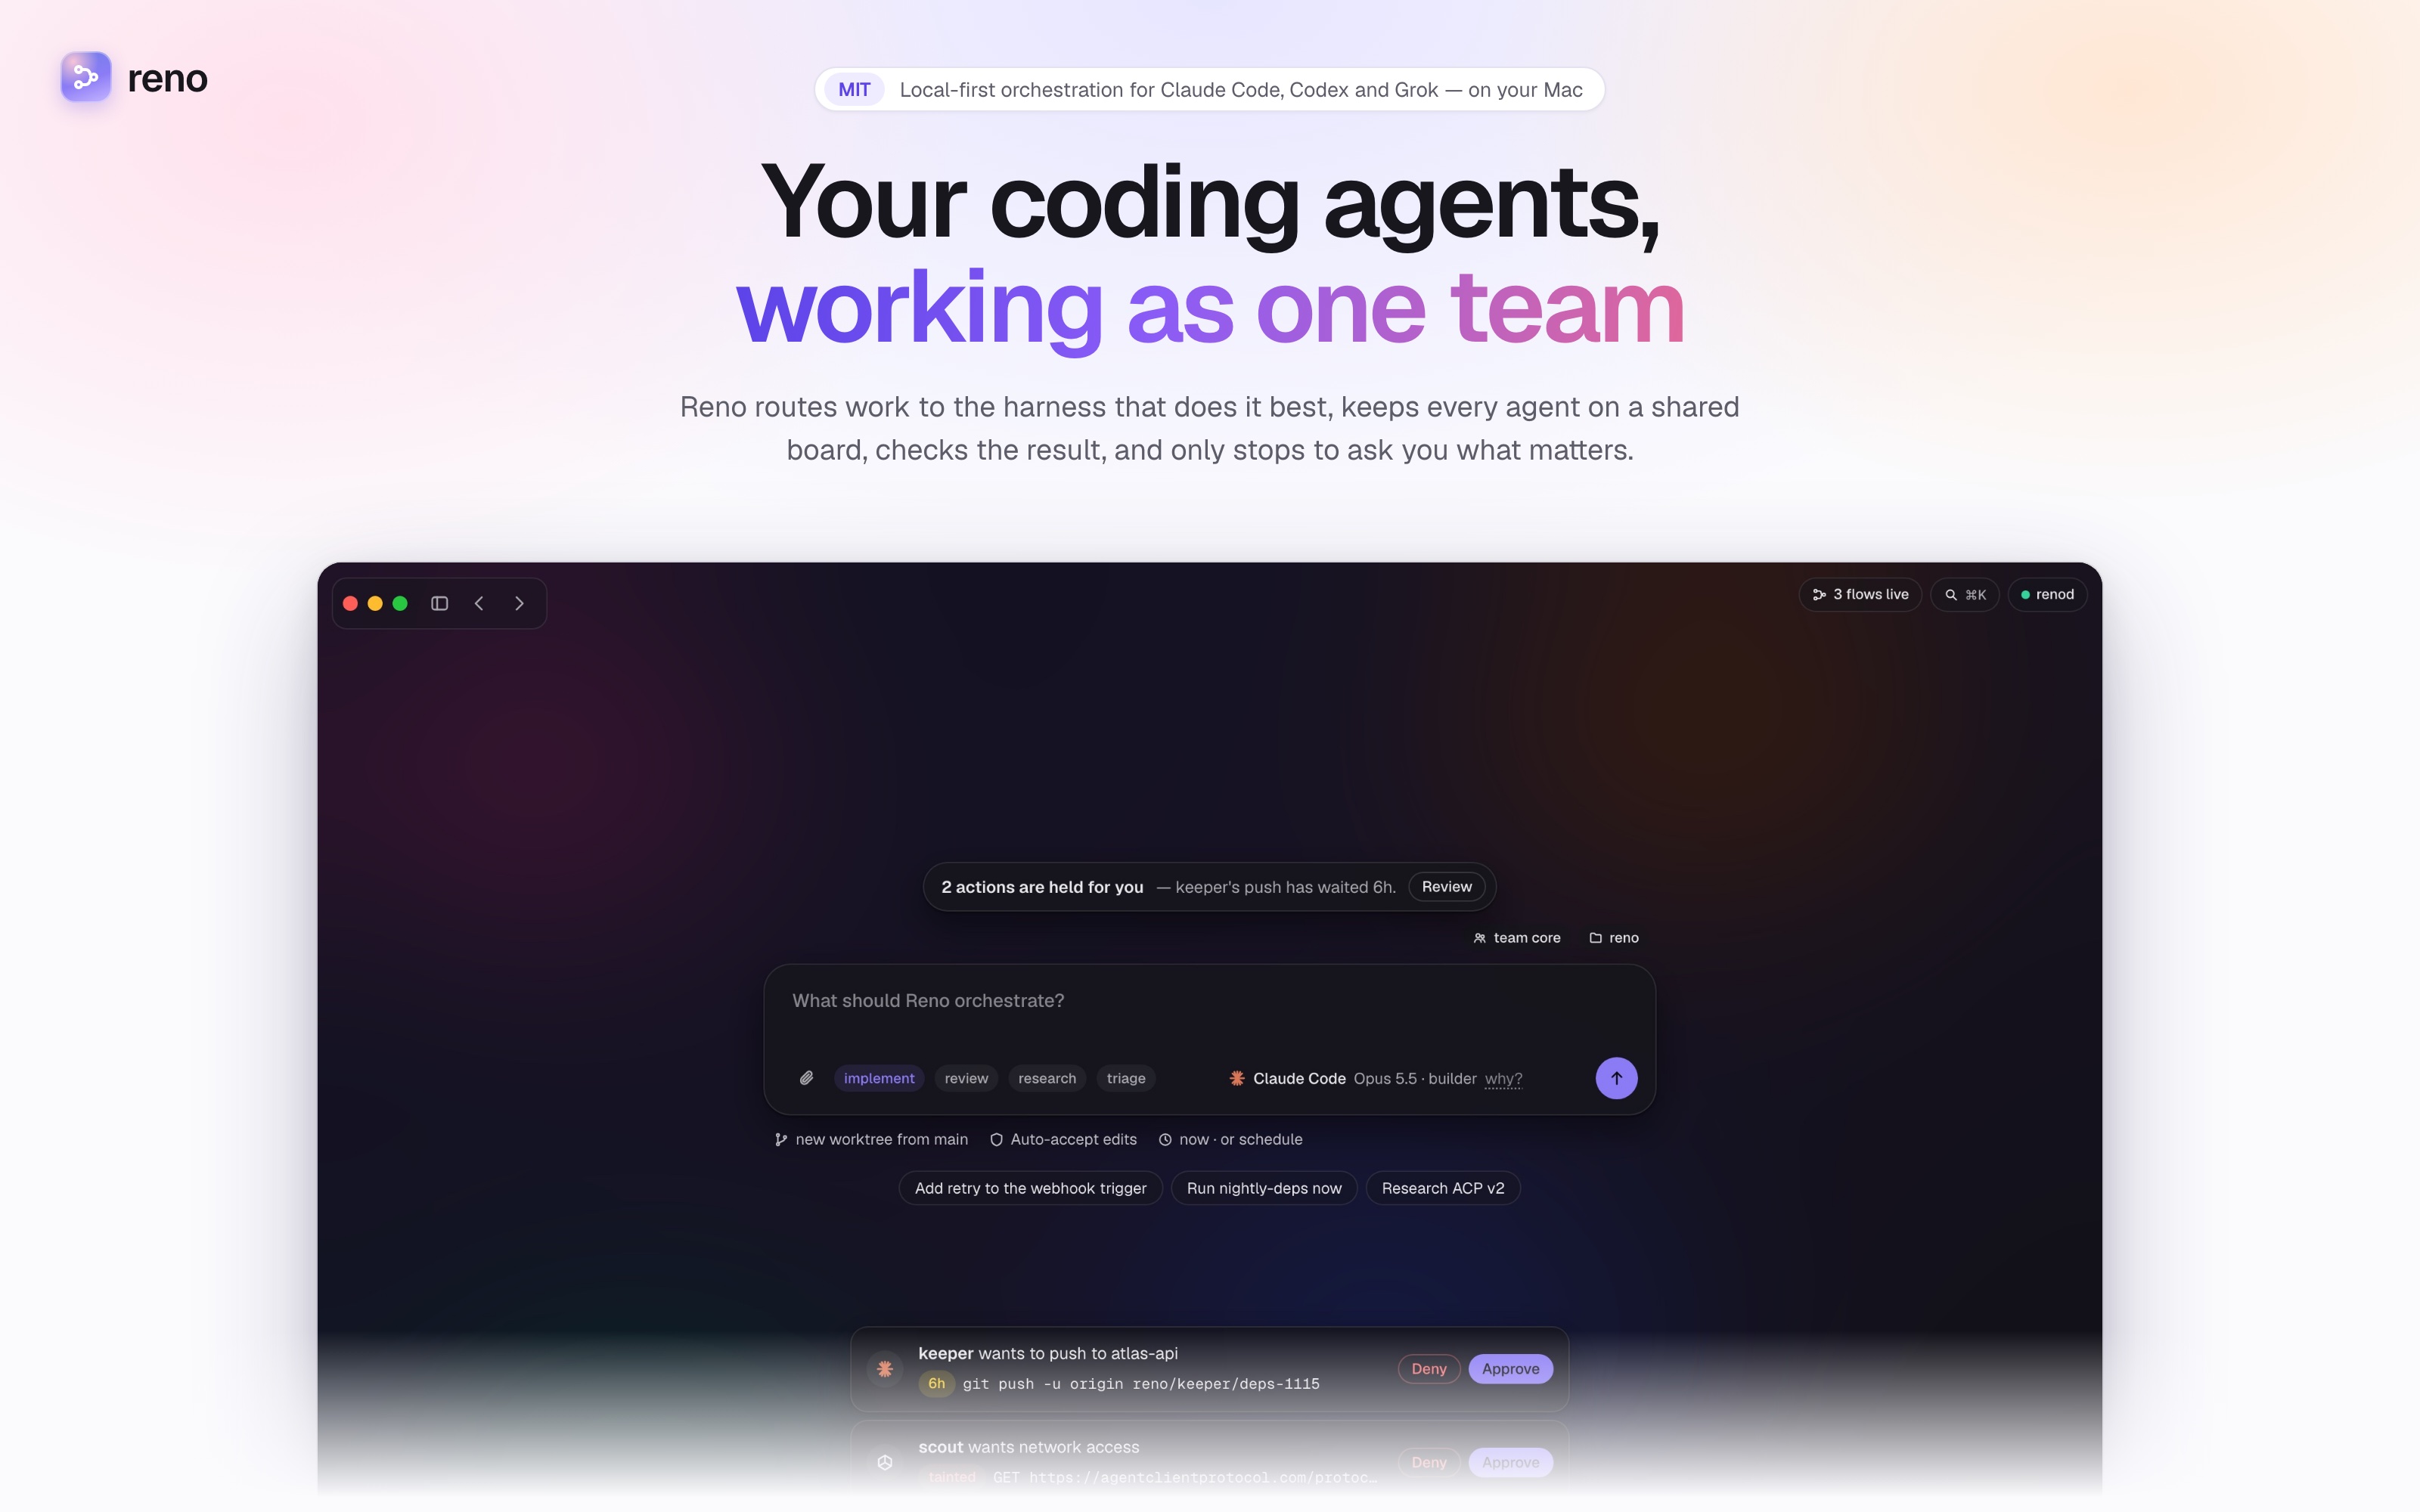 reno
MIT Local-first orchestration for Claude Code, Codex and Grok — on your Mac
Your coding agents,
working as one team
Reno routes work to the harness that does it best, keeps every agent on a shared
board, checks the result, and only stops to ask you what matters.
3 flows live ⌘K renod
2 actions are held for you — keeper's push has waited 6h. Review
team core reno
What should Reno orchestrate?
implement review research triage Claude Code Opus 5.5 · builder why?
new worktree from main Auto-accept edits now · or schedule
Add retry to the webhook trigger Run nightly-deps now Research ACP v2
keeper wants to push to atlas-api
6h git push -u origin reno/keeper/deps-1115
Deny Approve
scout wants network access
tainted GET https://agentclientprotocol.com/protoc…
Deny Approve